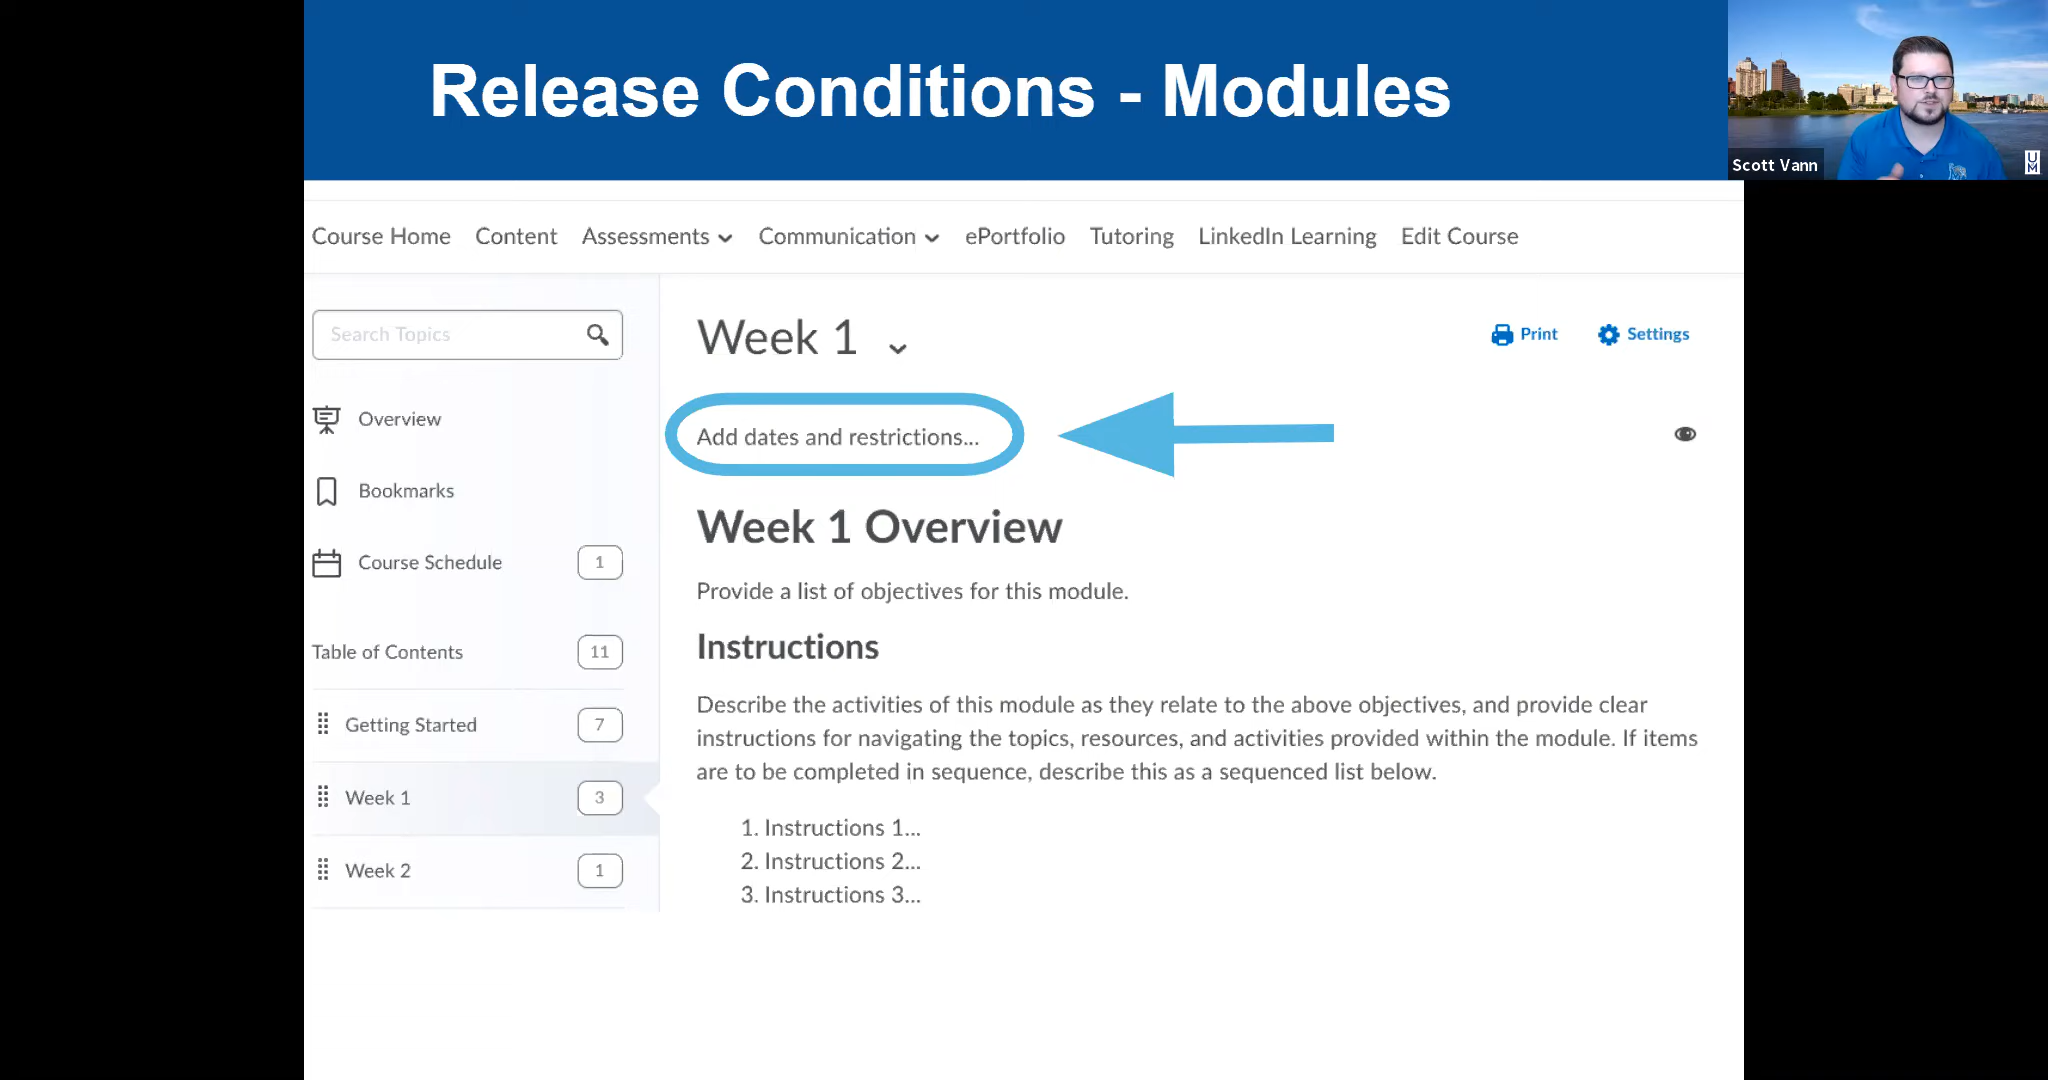 Release Conditions - Modules
Scott Vann
UM
Course Home Content Assessments Communication ePortfolio Tutoring LinkedIn Learning Edit Course
Search Topics
Overview
Bookmarks
Course Schedule 1
Table of Contents 11
Getting Started 7
Week 1 3
Week 2 1
Week 1
Print Settings
Add dates and restrictions...
Week 1 Overview
Provide a list of objectives for this module.
Instructions
Describe the activities of this module as they relate to the above objectives, and provide clear
instructions for navigating the topics, resources, and activities provided within the module. If items
are to be completed in sequence, describe this as a sequenced list below.
1. Instructions 1...
2. Instructions 2...
3. Instructions 3...